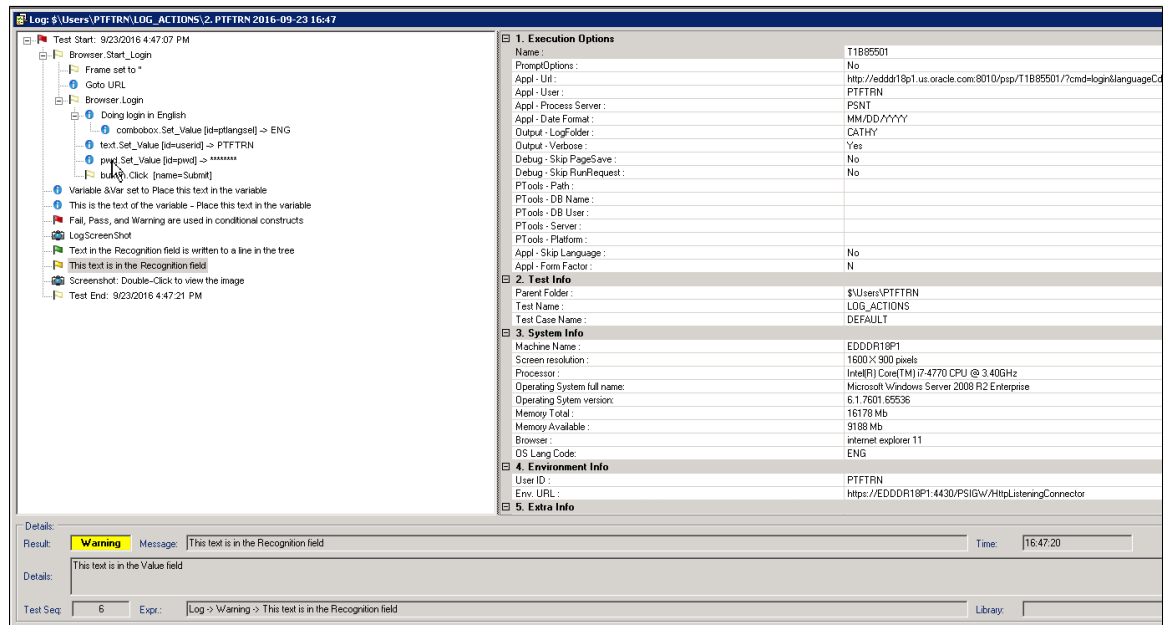 Log: $\Users\PTFTRN\LOG_ACTIONS\2. PTFTRN 2016-09-23 16:47
Test Start: 9/23/2016 4:47:07 PM
Browser.Start_Login
Frame set to "
Goto URL
Browser.Login
Doing login in English
combobox.Set_Value [id=ptlangsel] -> ENG
text.Set_Value [id=userid] -> PTFTRN
pwd.Set_Value [id=pwd] -> ********
button.Click [name=Submit]
Variable &Var set to Place this text in the variable
This is the text of the variable - Place this text in the variable
Fail, Pass, and Warning are used in conditional constructs
LogScreenShot
Text in the Recognition field is written to a line in the tree
This text is in the Recognition field
Screenshot: Double-Click to view the image
Test End: 9/23/2016 4:47:21 PM
1. Execution Options
Name : T1B85501
PromptOptions : No
Appl - Url : http://edddr18p1.us.oracle.com:8010/psp/T1B85501/?cmd=login&languageCd
Appl - User : PTFTRN
Appl - Process Server : PSNT
Appl - Date Format : MM/DD/YYYY
Output - LogFolder : CATHY
Output - Verbose : Yes
Debug - Skip PageSave : No
Debug - Skip RunRequest : No
PTools - Path :
PTools - DB Name :
PTools - DB User :
PTools - Server :
PTools - Platform :
Appl - Skip Language : No
Appl - Form Factor : N
2. Test Info
Parent Folder : $\Users\PTFTRN
Test Name : LOG_ACTIONS
Test Case Name : DEFAULT
3. System Info
Machine Name : EDDDR18P1
Screen resolution : 1600 X 900 pixels
Processor : Intel(R) Core(TM) i7-4770 CPU @ 3.40GHz
Operating System full name: Microsoft Windows Server 2008 R2 Enterprise
Operating Sytem version: 6.1.7601.65536
Memory Total : 16178 Mb
Memory Available : 9188 Mb
Browser : internet explorer 11
OS Lang Code: ENG
4. Environment Info
User ID : PTFTRN
Env. URL : https://EDDDR18P1:4430/PSIGW/HttpListeningConnector
5. Extra Info
Details:
Result: Warning Message: This text is in the Recognition field Time: 16:47:20
This text is in the Value field
Details:
Test Seq: 6 Expr.: Log -> Warning -> This text is in the Recognition field Library: